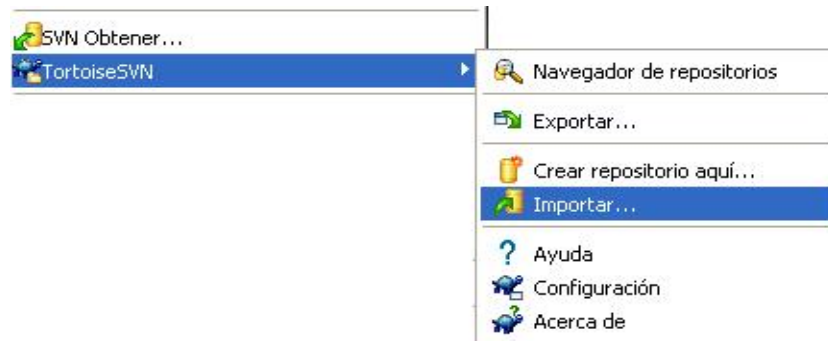 SVN Obtener...
TortoiseSVN
Navegador de repositorios
Exportar...
Crear repositorio aquí...
Importar...
Ayuda
Configuración
Acerca de